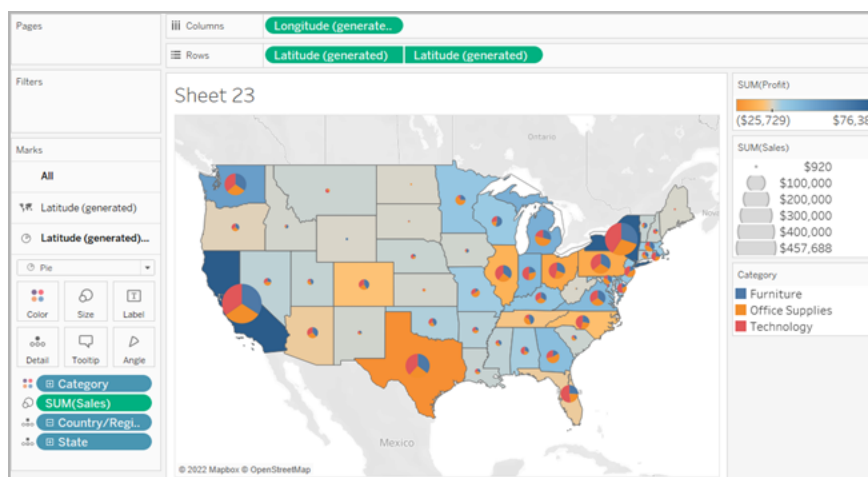 Pages
Columns
Longitude (generate..
Rows
Latitude (generated)
Latitude (generated)
Filters
Marks
All
Latitude (generated)
Latitude (generated)...
Pie
Color
Size
Label
Detail
Tooltip
Angle
Category
SUM(Sales)
Country/Regi..
State
Sheet 23
Ontario
Mexico
© 2022 Mapbox © OpenStreetMap
SUM(Profit)
($25,729)
$76,38
SUM(Sales)
$920
$100,000
$200,000
$300,000
$400,000
$457,688
Category
Furniture
Office Supplies
Technology